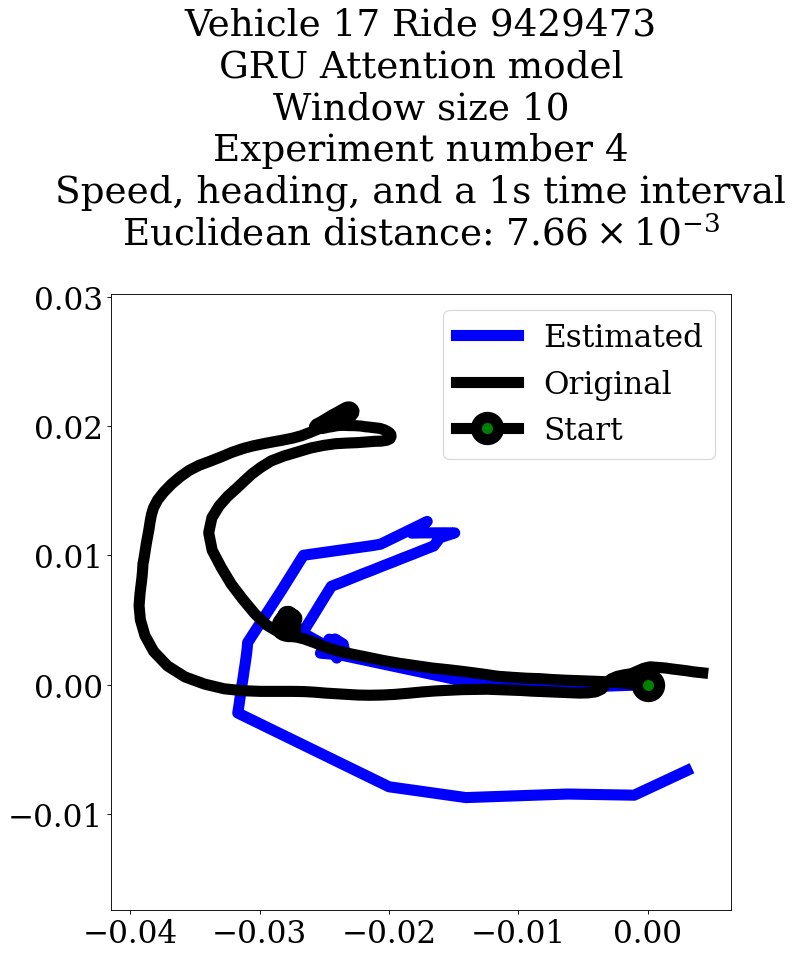 Vehicle 17 Ride 9429473
GRU Attention model
Window size 10
Experiment number 4
Speed, heading, and a 1s time interval
Euclidean distance: 7.66 × 10⁻³
0.03
0.02
0.01
0.00
−0.01
Estimated
Original
Start
−0.04 −0.03 −0.02 −0.01 0.00